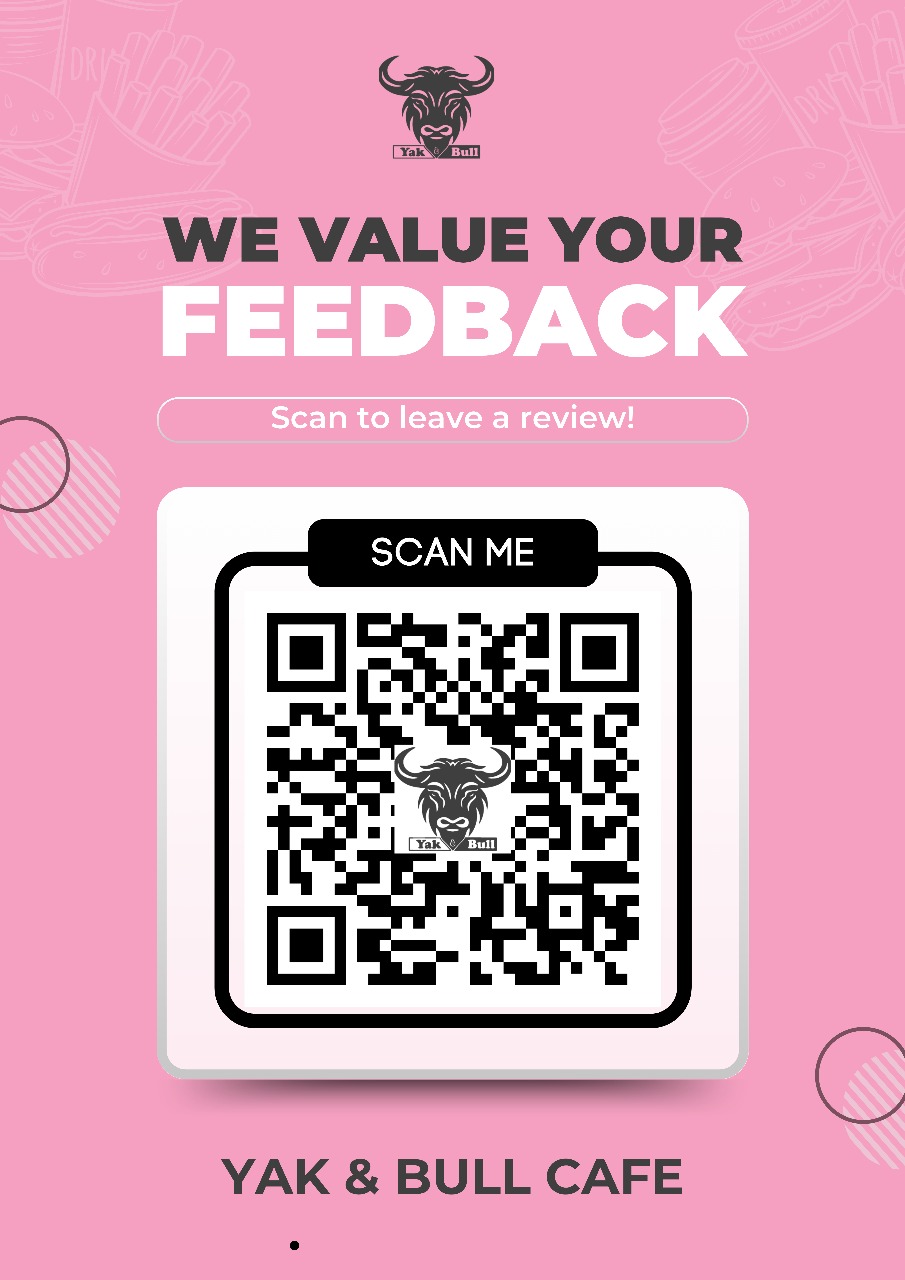 Yak & Bull
WE VALUE YOUR
FEEDBACK
Scan to leave a review!
SCAN ME
Yak & Bull
YAK & BULL CAFE